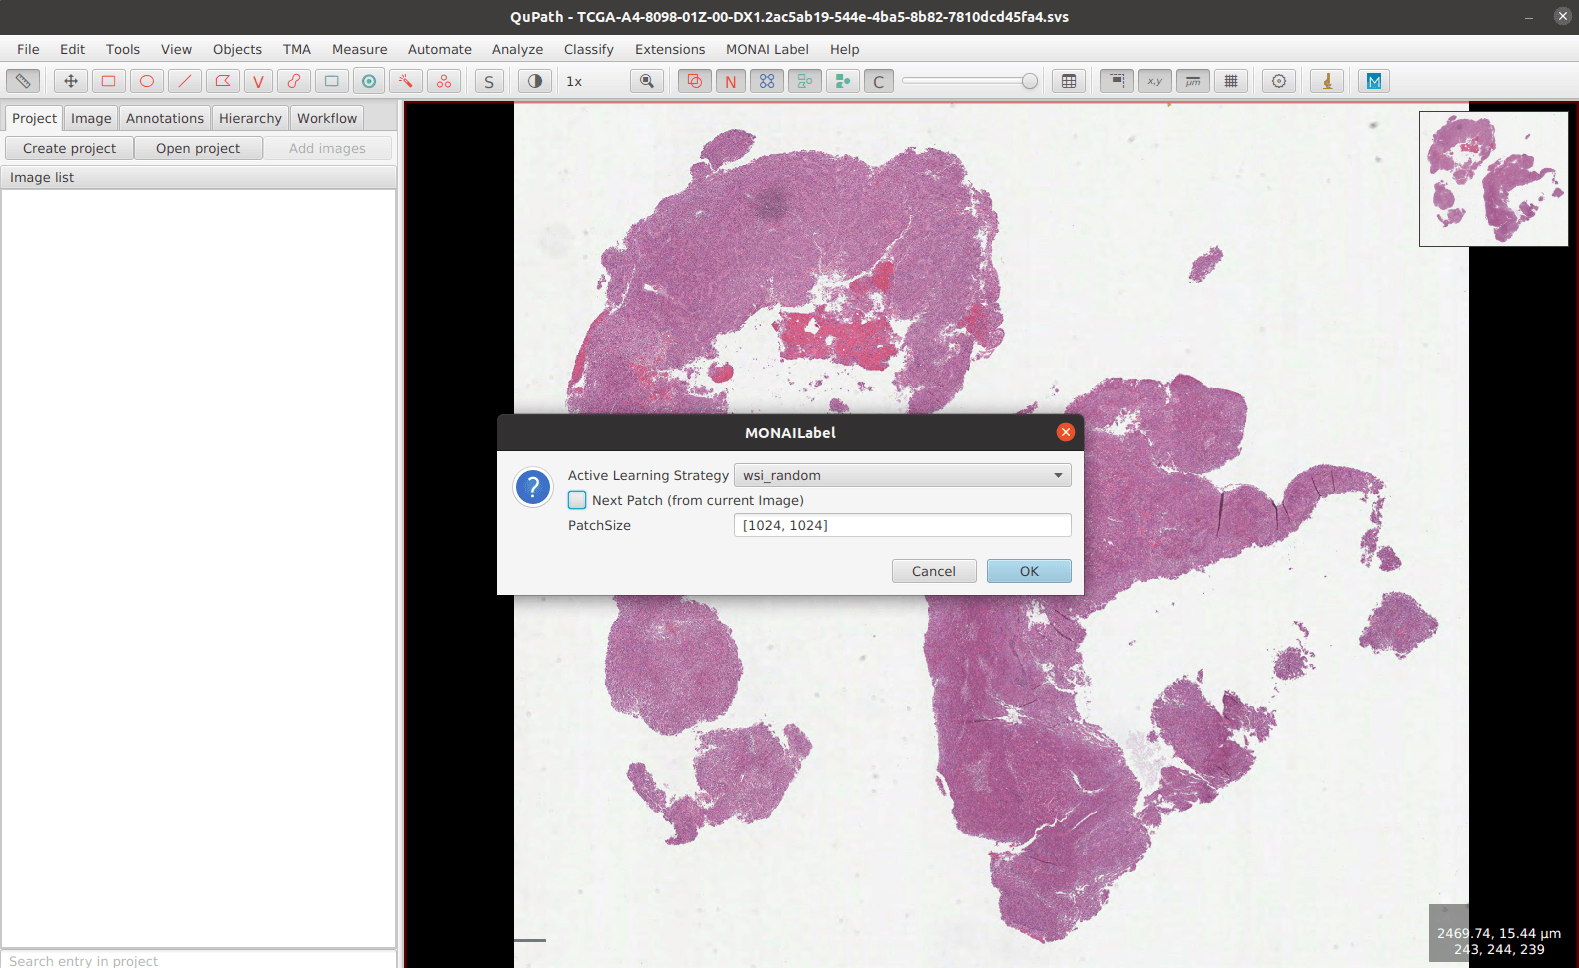 QuPath - TCGA-A4-8098-01Z-00-DX1.2ac5ab19-544e-4ba5-8b82-7810dcd45fa4.svs
File Edit Tools View Objects TMA Measure Automate Analyze Classify Extensions MONAI Label Help
V S 1x N C x,y µm M
Project Image Annotations Hierarchy Workflow
Create project Open project Add images
Image list
MONAILabel
Active Learning Strategy wsi_random
Next Patch (from current Image)
PatchSize [1024, 1024]
Cancel OK
2469.74, 15.44 µm
243, 244, 239
Search entry in project